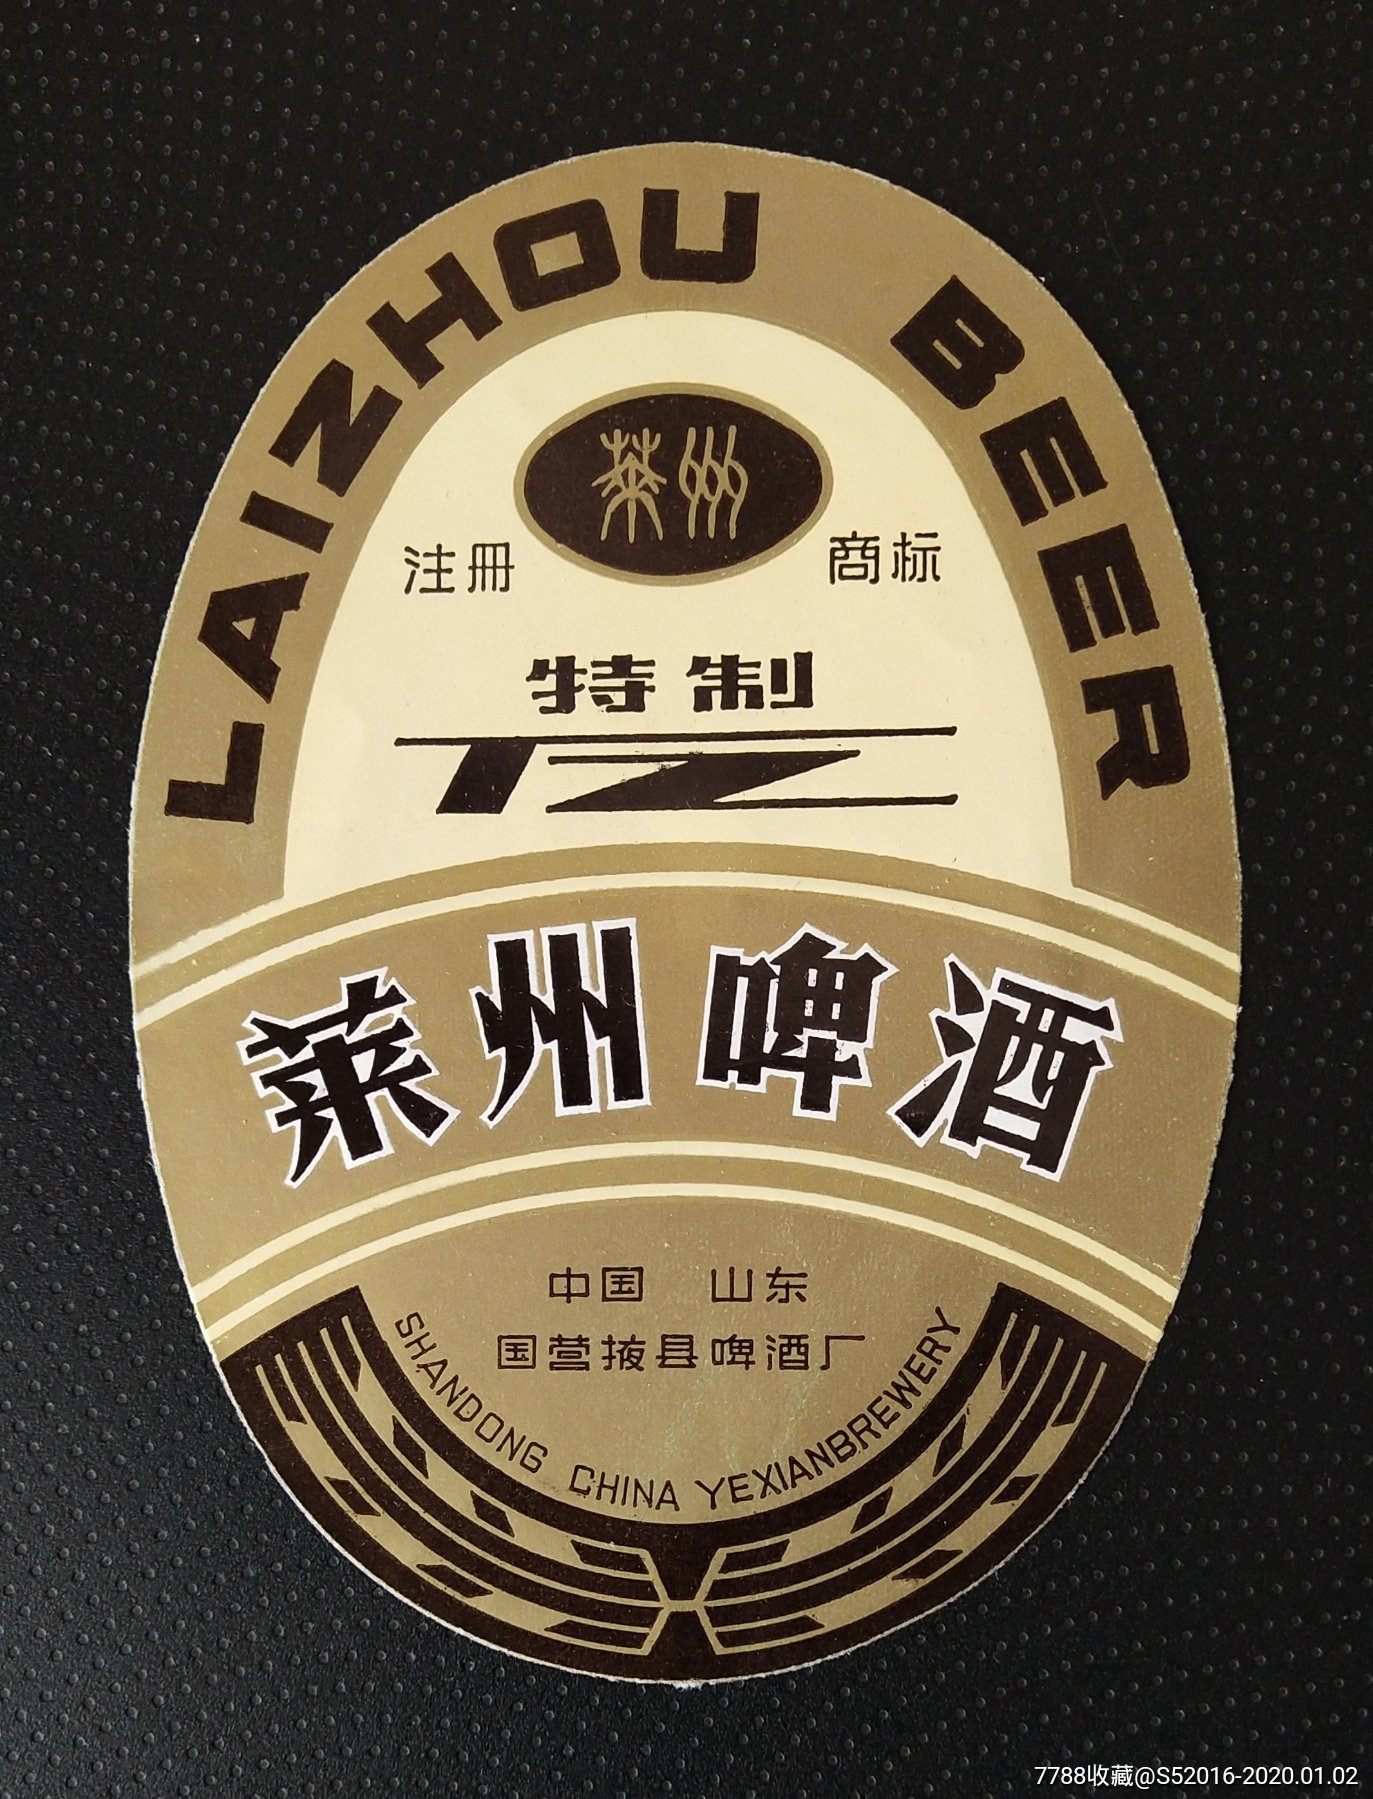 LAIZHOU BEER
莱州
注冊 商标
特制
TZ
莱州啤酒
中国 山东
国营掖县啤酒厂
SHANDONG CHINA YEXIANBREWERY
7788收藏@S52016-2020.01.02